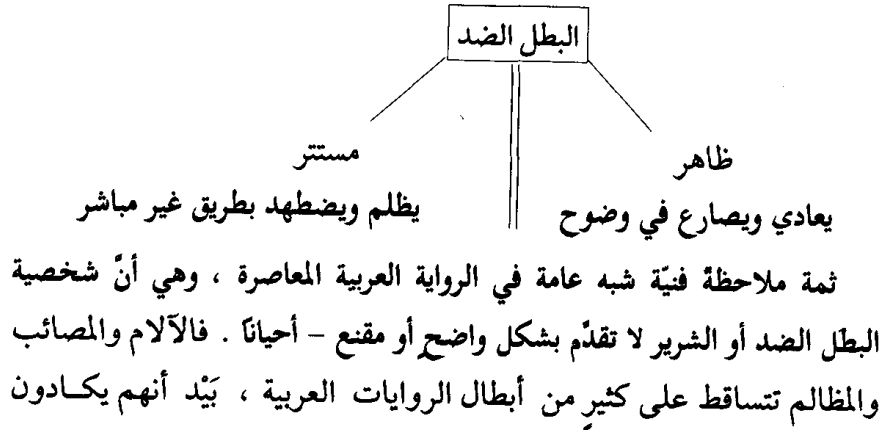 البطل الضد
ظاهر
مستتر
يعادي ويصارع في وضوح
يظلم ويضطهد بطريق غير مباشر
ثمة ملاحظةً فنيّة شبه عامة في الرواية العربية المعاصرة ، وهي أنَّ شخصية
البطل الضد أو الشرير لا تقدَّم بشكل واضحٍ أو مقنع – أحياناً . فالآلام والمصائب
والمظالم تتساقط على كثيرٍ من أبطال الروايات العربية ، بَيْد أنهم يكادون